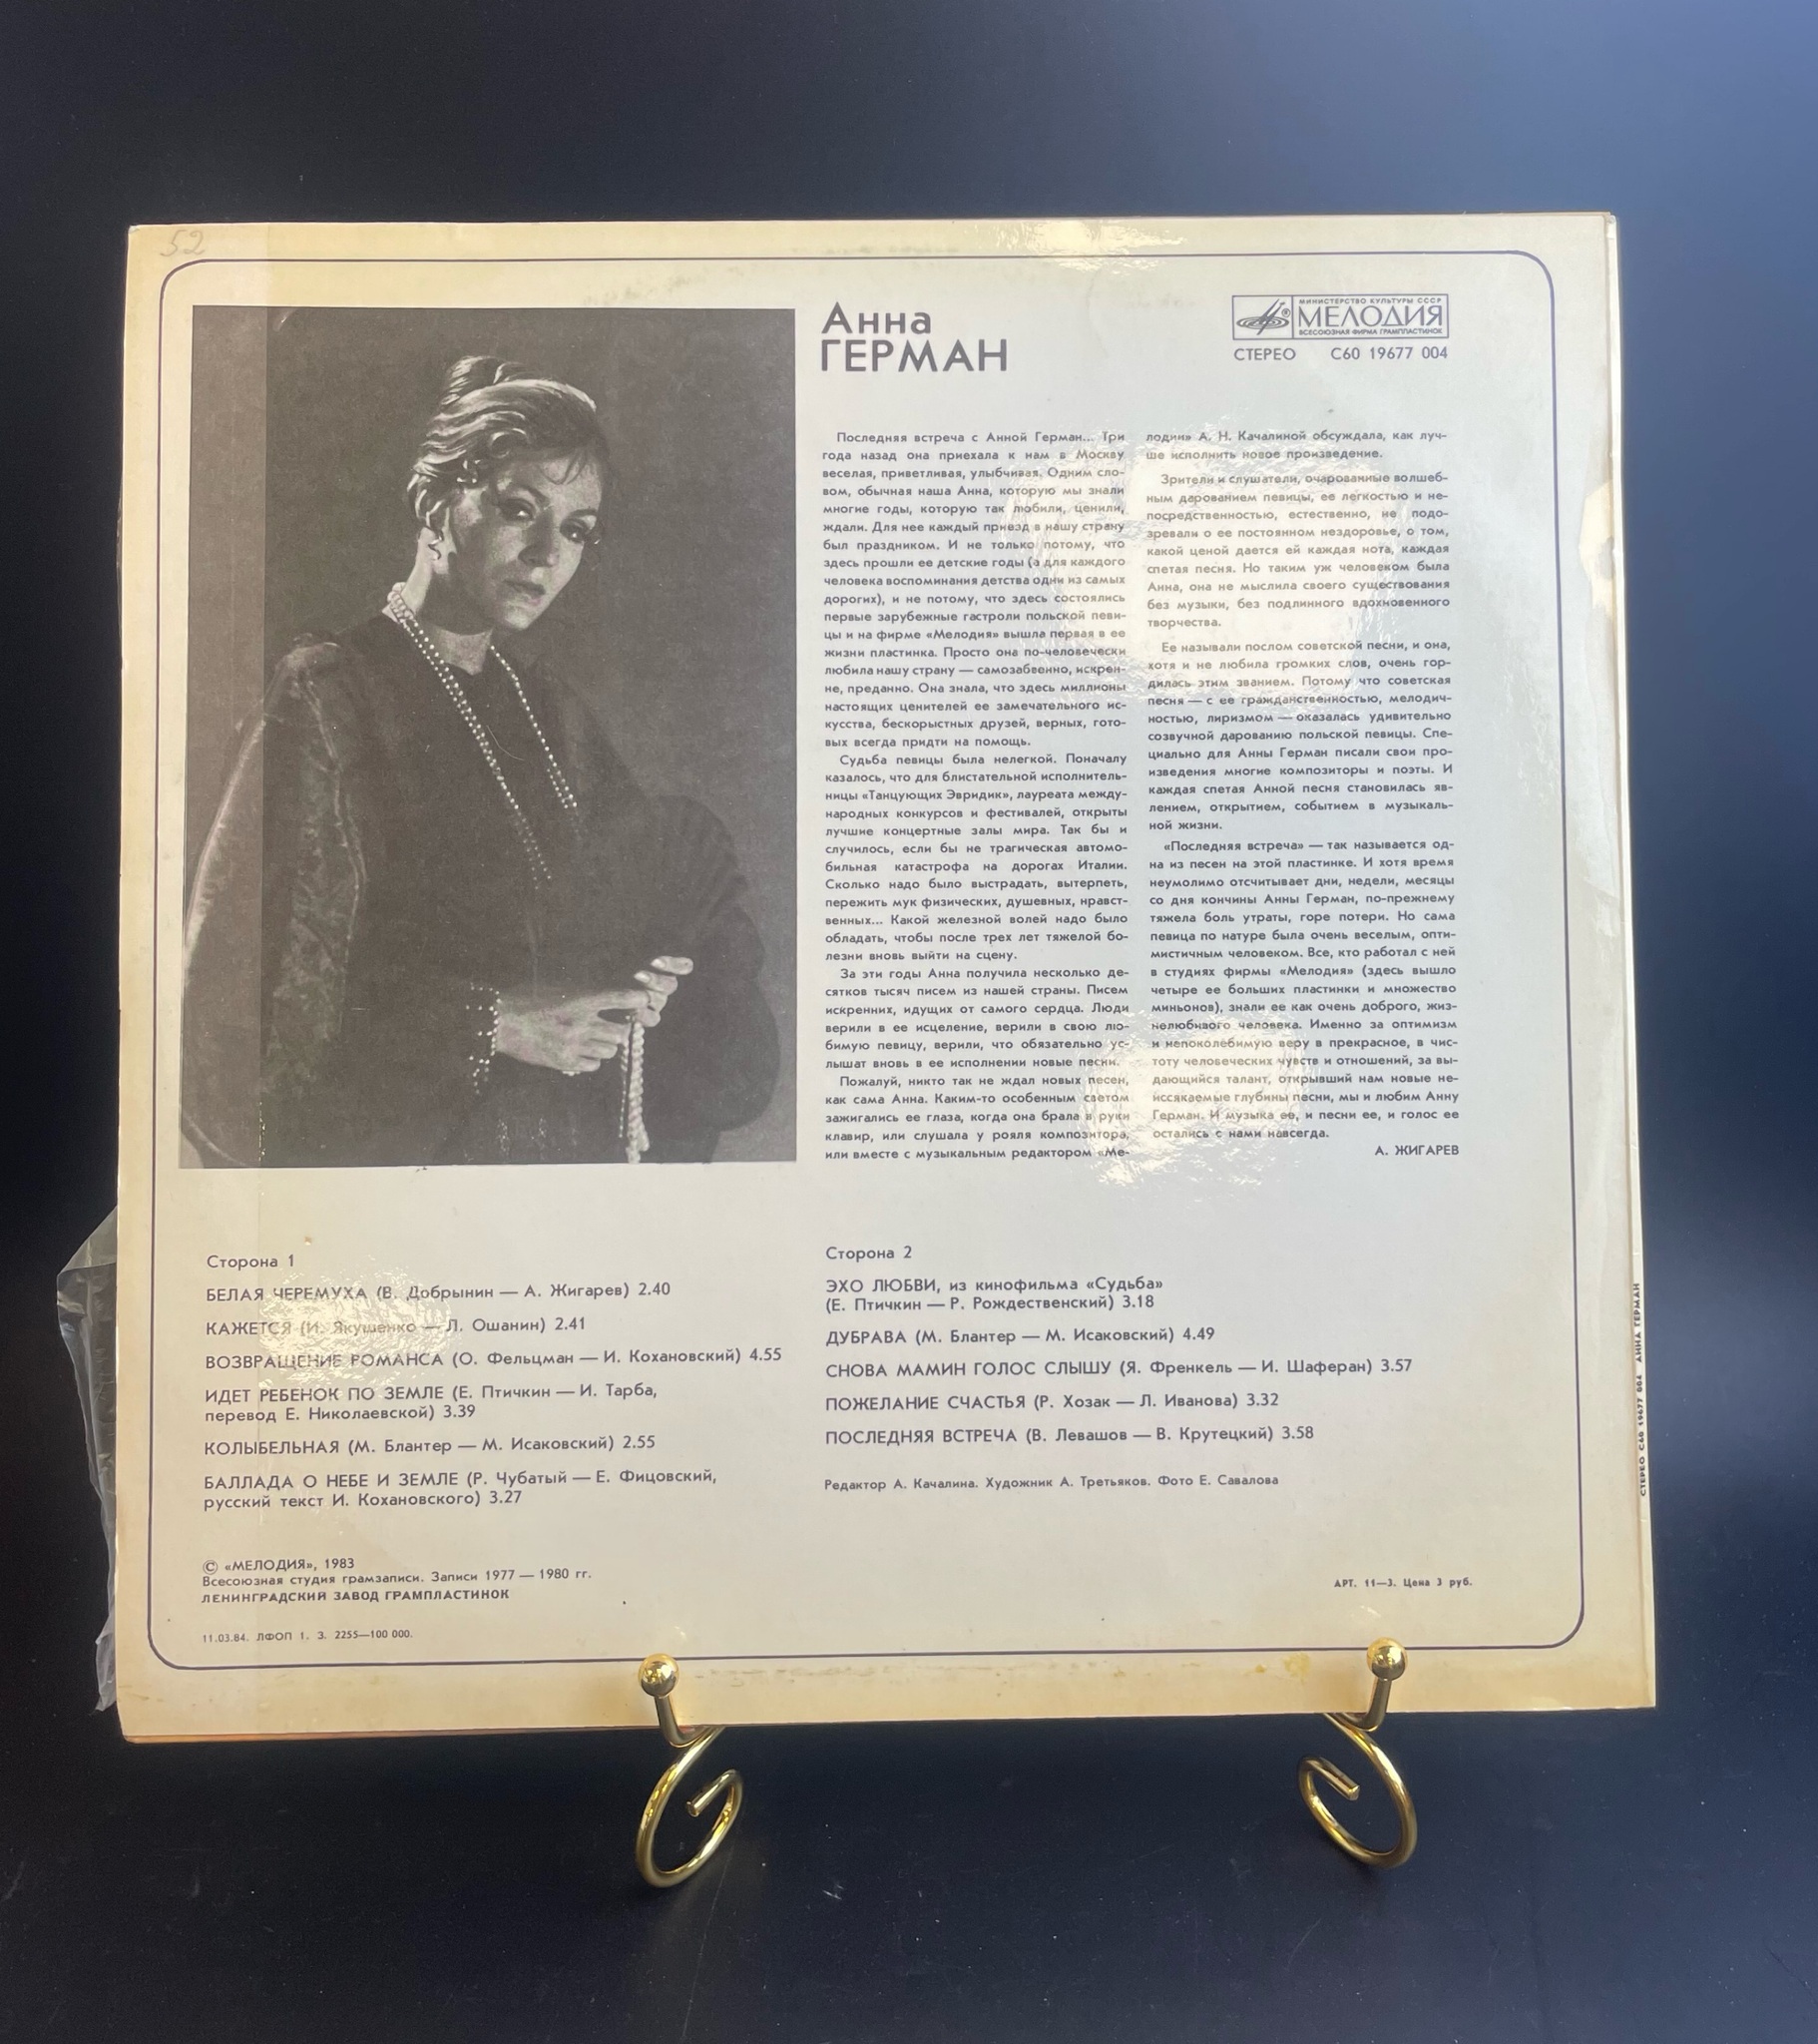 52
Анна
ГЕРМАН
МИНИСТЕРСТВО КУЛЬТУРЫ СССР
МЕЛОДИЯ
ВСЕСОЮЗНАЯ ФИРМА ГРАМПЛАСТИНОК
СТЕРЕО С60 19677 004
Последняя встреча с Анной Герман... Три
года назад она приехала к нам в Москву
веселая, приветливая, улыбчивая. Одним сло-
вом, обычная наша Анна, которую мы знали
многие годы, которую так любили, ценили,
ждали. Для нее каждый приезд в нашу страну
был праздником. И не только потому, что
здесь прошли ее детские годы (а для каждого
человека воспоминания детства одни из самых
дорогих), и не потому, что здесь состоялись
первые зарубежные гастроли польской певи-
цы и на фирме «Мелодия» вышла первая в ее
жизни пластинка. Просто она по-человечески
любила нашу страну — самозабвенно, искрен-
не, преданно. Она знала, что здесь миллионы
настоящих ценителей ее замечательного ис-
кусства, бескорыстных друзей, верных, гото-
вых всегда придти на помощь.
Судьба певицы была нелегкой. Поначалу
казалось, что для блистательной исполнитель-
ницы «Танцующих Эвридик», лауреата между-
народных конкурсов и фестивалей, открыты
лучшие концертные залы мира. Так бы и
случилось, если бы не трагическая автомо-
бильная катастрофа на дорогах Италии.
Сколько надо было выстрадать, вытерпеть,
пережить мук физических, душевных, нравст-
венных... Какой железной волей надо было
обладать, чтобы после трех лет тяжелой бо-
лезни вновь выйти на сцену.
За эти годы Анна получила несколько де-
сятков тысяч писем из нашей страны. Писем
искренних, идущих от самого сердца. Люди
верили в ее исцеление, верили в свою лю-
бимую певицу, верили, что обязательно ус-
лышат вновь в ее исполнении новые песни.
Пожалуй, никто так не ждал новых песен,
как сама Анна. Каким-то особенным светом
зажигались ее глаза, когда она брала в руки
клавир, или слушала у рояля композитора,
или вместе с музыкальным редактором «Ме-
лодии» А. Н. Качалиной обсуждала, как луч-
ше исполнить новое произведение.
Зрители и слушатели, очарованные волшеб-
ным дарованием певицы, ее легкостью и не-
посредственностью, естественно, не подо-
зревали о ее постоянном нездоровье, о том,
какой ценой дается ей каждая нота, каждая
спетая песня. Но таким уж человеком была
Анна, она не мыслила своего существования
без музыки, без подлинного вдохновенного
творчества.
Ее называли послом советской песни, и она,
хотя и не любила громких слов, очень гор-
дилась этим званием. Потому что советская
песня — с ее гражданственностью, мелодич-
ностью, лиризмом — оказалась удивительно
созвучной дарованию польской певицы. Спе-
циально для Анны Герман писали свои про-
изведения многие композиторы и поэты. И
каждая спетая Анной песня становилась яв-
лением, открытием, событием в музыкаль-
ной жизни.
«Последняя встреча» — так называется од-
на из песен на этой пластинке. И хотя время
неумолимо отсчитывает дни, недели, месяцы
со дня кончины Анны Герман, по-прежнему
тяжела боль утраты, горе потери. Но сама
певица по натуре была очень веселым, опти-
мистичным человеком. Все, кто работал с ней
в студиях фирмы «Мелодия» (здесь вышло
четыре ее больших пластинки и множество
миньонов), знали ее как очень доброго, жиз-
нелюбивого человека. Именно за оптимизм
и непоколебимую веру в прекрасное, в чис-
тоту человеческих чувств и отношений, за вы-
дающийся талант, открывший нам новые не-
иссякаемые глубины песни, мы и любим Анну
Герман. И музыка ее, и песни ее, и голос ее
остались с нами навсегда.
А. ЖИГАРЕВ
Сторона 1
БЕЛАЯ ЧЕРЕМУХА (В. Добрынин — А. Жигарев) 2.40
КАЖЕТСЯ (И. Якушенко — Л. Ошанин) 2.41
ВОЗВРАЩЕНИЕ РОМАНСА (О. Фельцман — И. Кохановский) 4.55
ИДЕТ РЕБЕНОК ПО ЗЕМЛЕ (Е. Птичкин — И. Тарба,
перевод Е. Николаевской) 3.39
КОЛЫБЕЛЬНАЯ (М. Блантер — М. Исаковский) 2.55
БАЛЛАДА О НЕБЕ И ЗЕМЛЕ (Р. Чубатый — Е. Фицовский,
русский текст И. Кохановского) 3.27
Сторона 2
ЭХО ЛЮБВИ, из кинофильма «Судьба»
(Е. Птичкин — Р. Рождественский) 3.18
ДУБРАВА (М. Блантер — М. Исаковский) 4.49
СНОВА МАМИН ГОЛОС СЛЫШУ (Я. Френкель — И. Шаферан) 3.57
ПОЖЕЛАНИЕ СЧАСТЬЯ (Р. Хозак — Л. Иванова) 3.32
ПОСЛЕДНЯЯ ВСТРЕЧА (В. Левашов — В. Крутецкий) 3.58
Редактор А. Качалина. Художник А. Третьяков. Фото Е. Савалова
© «МЕЛОДИЯ», 1983
Всесоюзная студия грамзаписи. Записи 1977 — 1980 гг.
ЛЕНИНГРАДСКИЙ ЗАВОД ГРАМПЛАСТИНОК
11.03.84. ЛФОП 1. З. 2255—100 000.
АРТ. 11—3. Цена 3 руб.
СТЕРЕО С60 19677 004 АННА ГЕРМАН